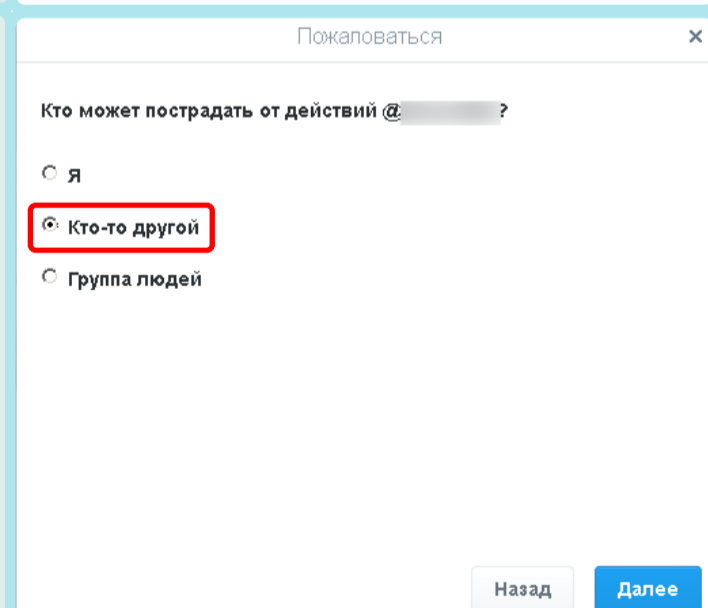 Пожаловаться
Кто может пострадать от действий @ ?
Я
Кто-то другой
Группа людей
Назад
Далее